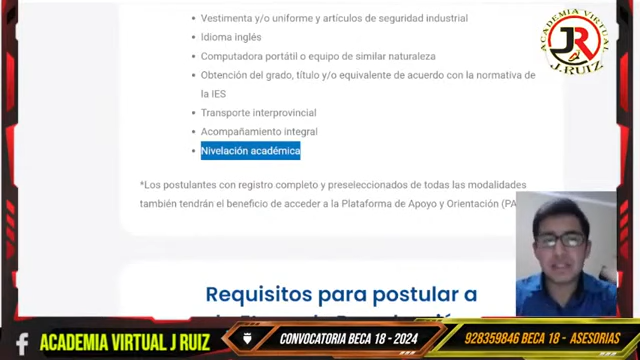 Vestimenta y/o uniforme y artículos de seguridad industrial
Idioma inglés
Computadora portátil o equipo de similar naturaleza
Obtención del grado, título y/o equivalente de acuerdo con la normativa de
la IES
Transporte interprovincial
Acompañamiento integral
Nivelación académica
*Los postulantes con registro completo y preseleccionados de todas las modalidades
también tendrán el beneficio de acceder a la Plataforma de Apoyo y Orientación
Requisitos para postular a
ACADEMIA VIRTUAL
JR
J.RUIZ
ACADEMIA VIRTUAL J RUIZ
CONVOCATORIA BECA 18 - 2024
928359846 BECA 18 - ASESORIAS